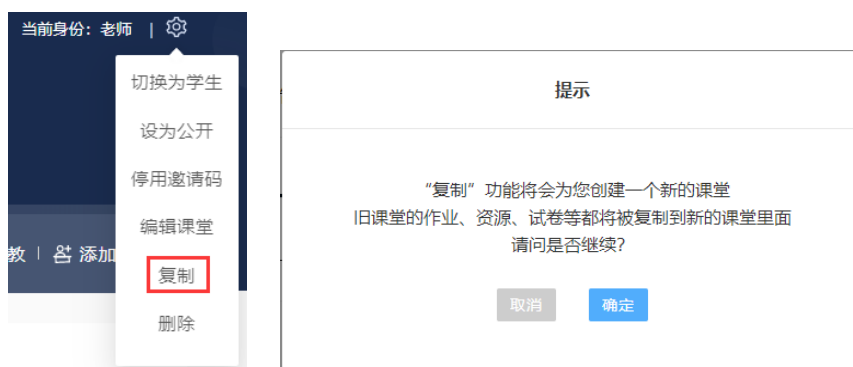 当前身份：老师 |
切换为学生
设为公开
停用邀请码
编辑课堂
教 | 添加
复制
删除
提示
“复制”功能将会为您创建一个新的课堂
旧课堂的作业、资源、试卷等都将被复制到新的课堂里面
请问是否继续？
取消
确定